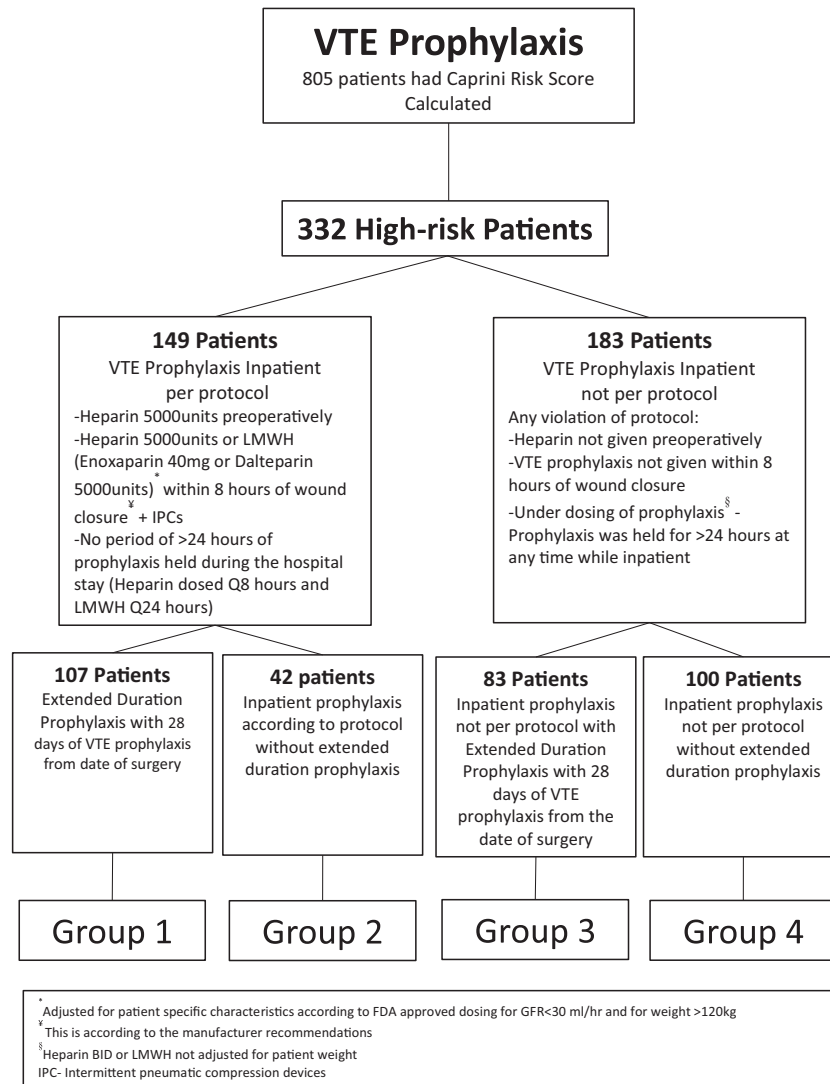 VTE Prophylaxis
805 patients had Caprini Risk Score
Calculated
332 High-risk Patients
149 Patients
VTE Prophylaxis Inpatient
per protocol
-Heparin 5000units preoperatively
-Heparin 5000units or LMWH
(Enoxaparin 40mg or Dalteparin
5000units)* within 8 hours of wound
closure¥ + IPCs
-No period of >24 hours of
prophylaxis held during the hospital
stay (Heparin dosed Q8 hours and
LMWH Q24 hours)
183 Patients
VTE Prophylaxis Inpatient
not per protocol
Any violation of protocol:
-Heparin not given preoperatively
-VTE prophylaxis not given within 8
hours of wound closure
-Under dosing of prophylaxis§ -
Prophylaxis was held for >24 hours at
any time while inpatient
107 Patients
Extended Duration
Prophylaxis with 28
days of VTE prophylaxis
from date of surgery
42 patients
Inpatient prophylaxis
according to protocol
without extended
duration prophylaxis
83 Patients
Inpatient prophylaxis
not per protocol with
Extended Duration
Prophylaxis with 28
days of VTE
prophylaxis from the
date of surgery
100 Patients
Inpatient prophylaxis
not per protocol
without extended
duration prophylaxis
Group 1
Group 2
Group 3
Group 4
*Adjusted for patient specific characteristics according to FDA approved dosing for GFR<30 ml/hr and for weight >120kg
¥This is according to the manufacturer recommendations
§Heparin BID or LMWH not adjusted for patient weight
IPC- Intermittent pneumatic compression devices